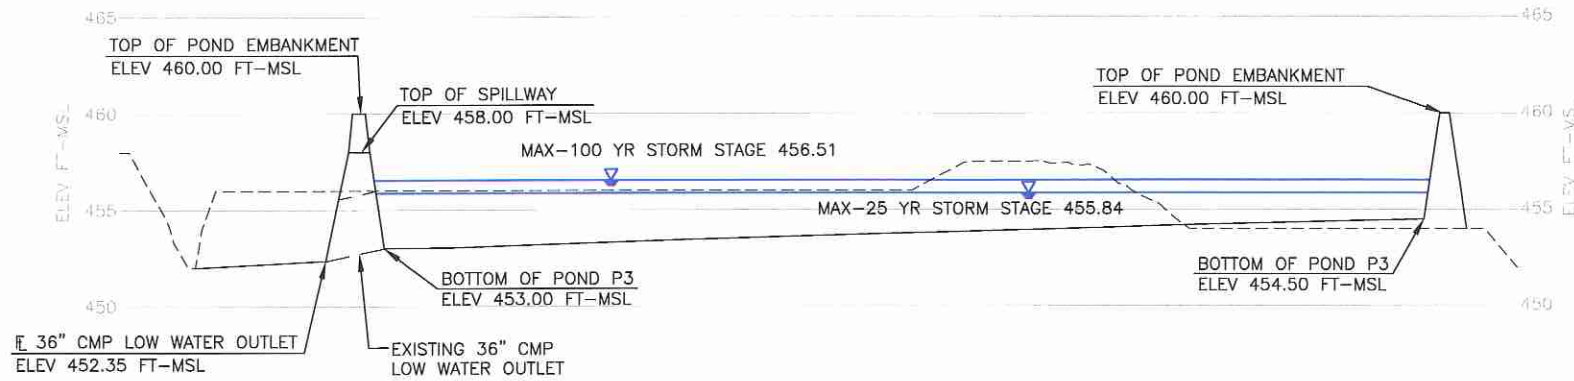 465
465
TOP OF POND EMBANKMENT
ELEV 460.00 FT-MSL
TOP OF POND EMBANKMENT
ELEV 460.00 FT-MSL
TOP OF SPILLWAY
ELEV 458.00 FT-MSL
460
460
ELEV FT-MSL
MAX-100 YR STORM STAGE 456.51
455
MAX-25 YR STORM STAGE 455.84
455
BOTTOM OF POND P3
ELEV 453.00 FT-MSL
BOTTOM OF POND P3
ELEV 454.50 FT-MSL
450
450
FL 36" CMP LOW WATER OUTLET
ELEV 452.35 FT-MSL
EXISTING 36" CMP
LOW WATER OUTLET